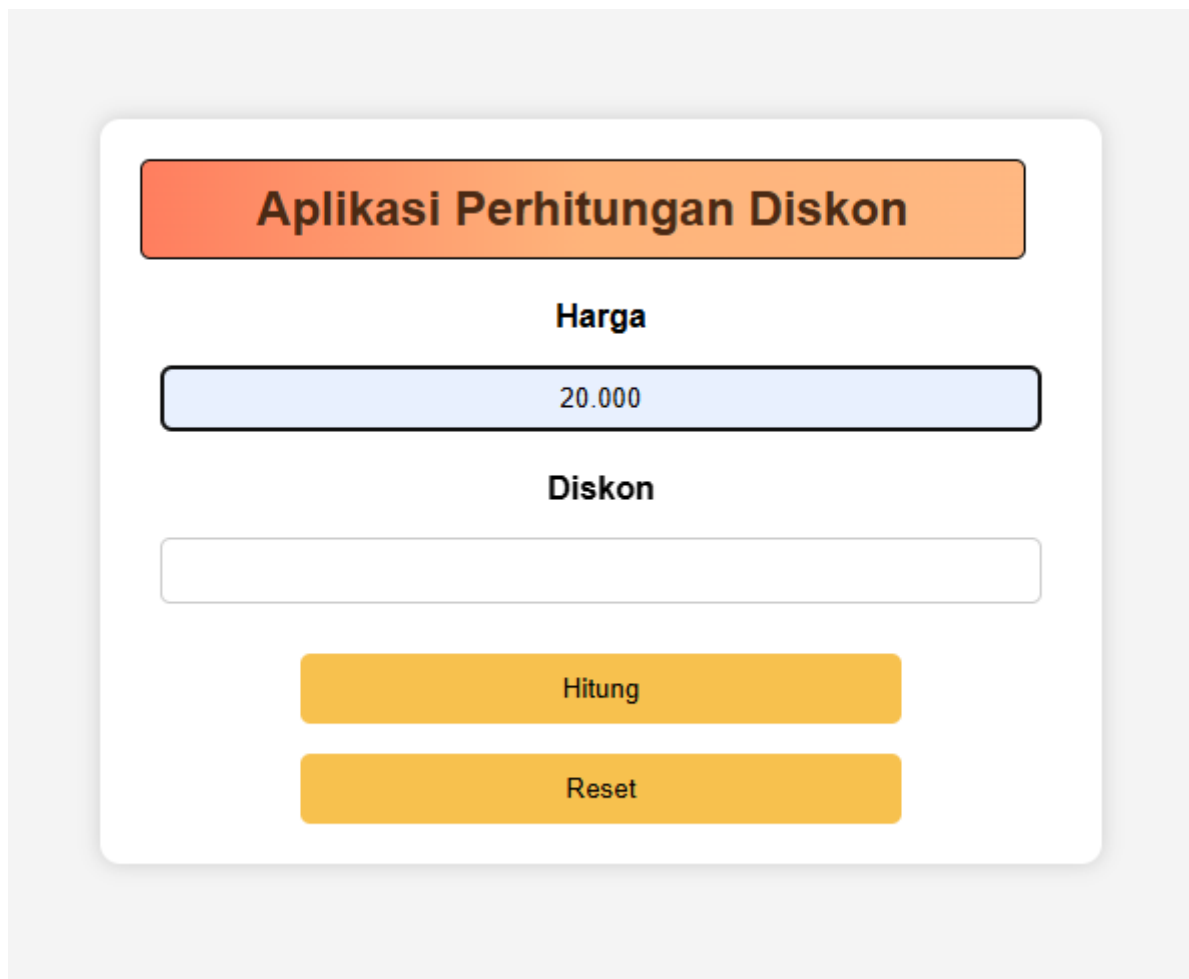 Aplikasi Perhitungan Diskon
Harga
20.000
Diskon
Hitung
Reset